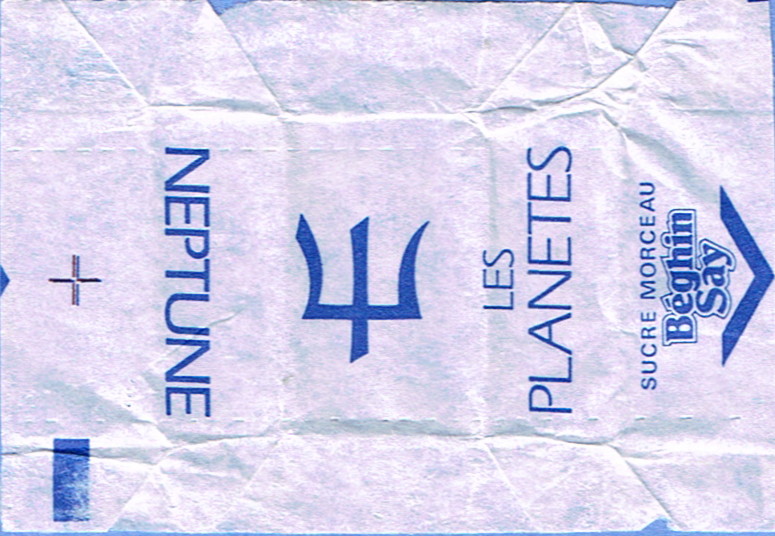 NEPTUNE
LES
PLANETES
SUCRE MORCEAU
Béghin
Say